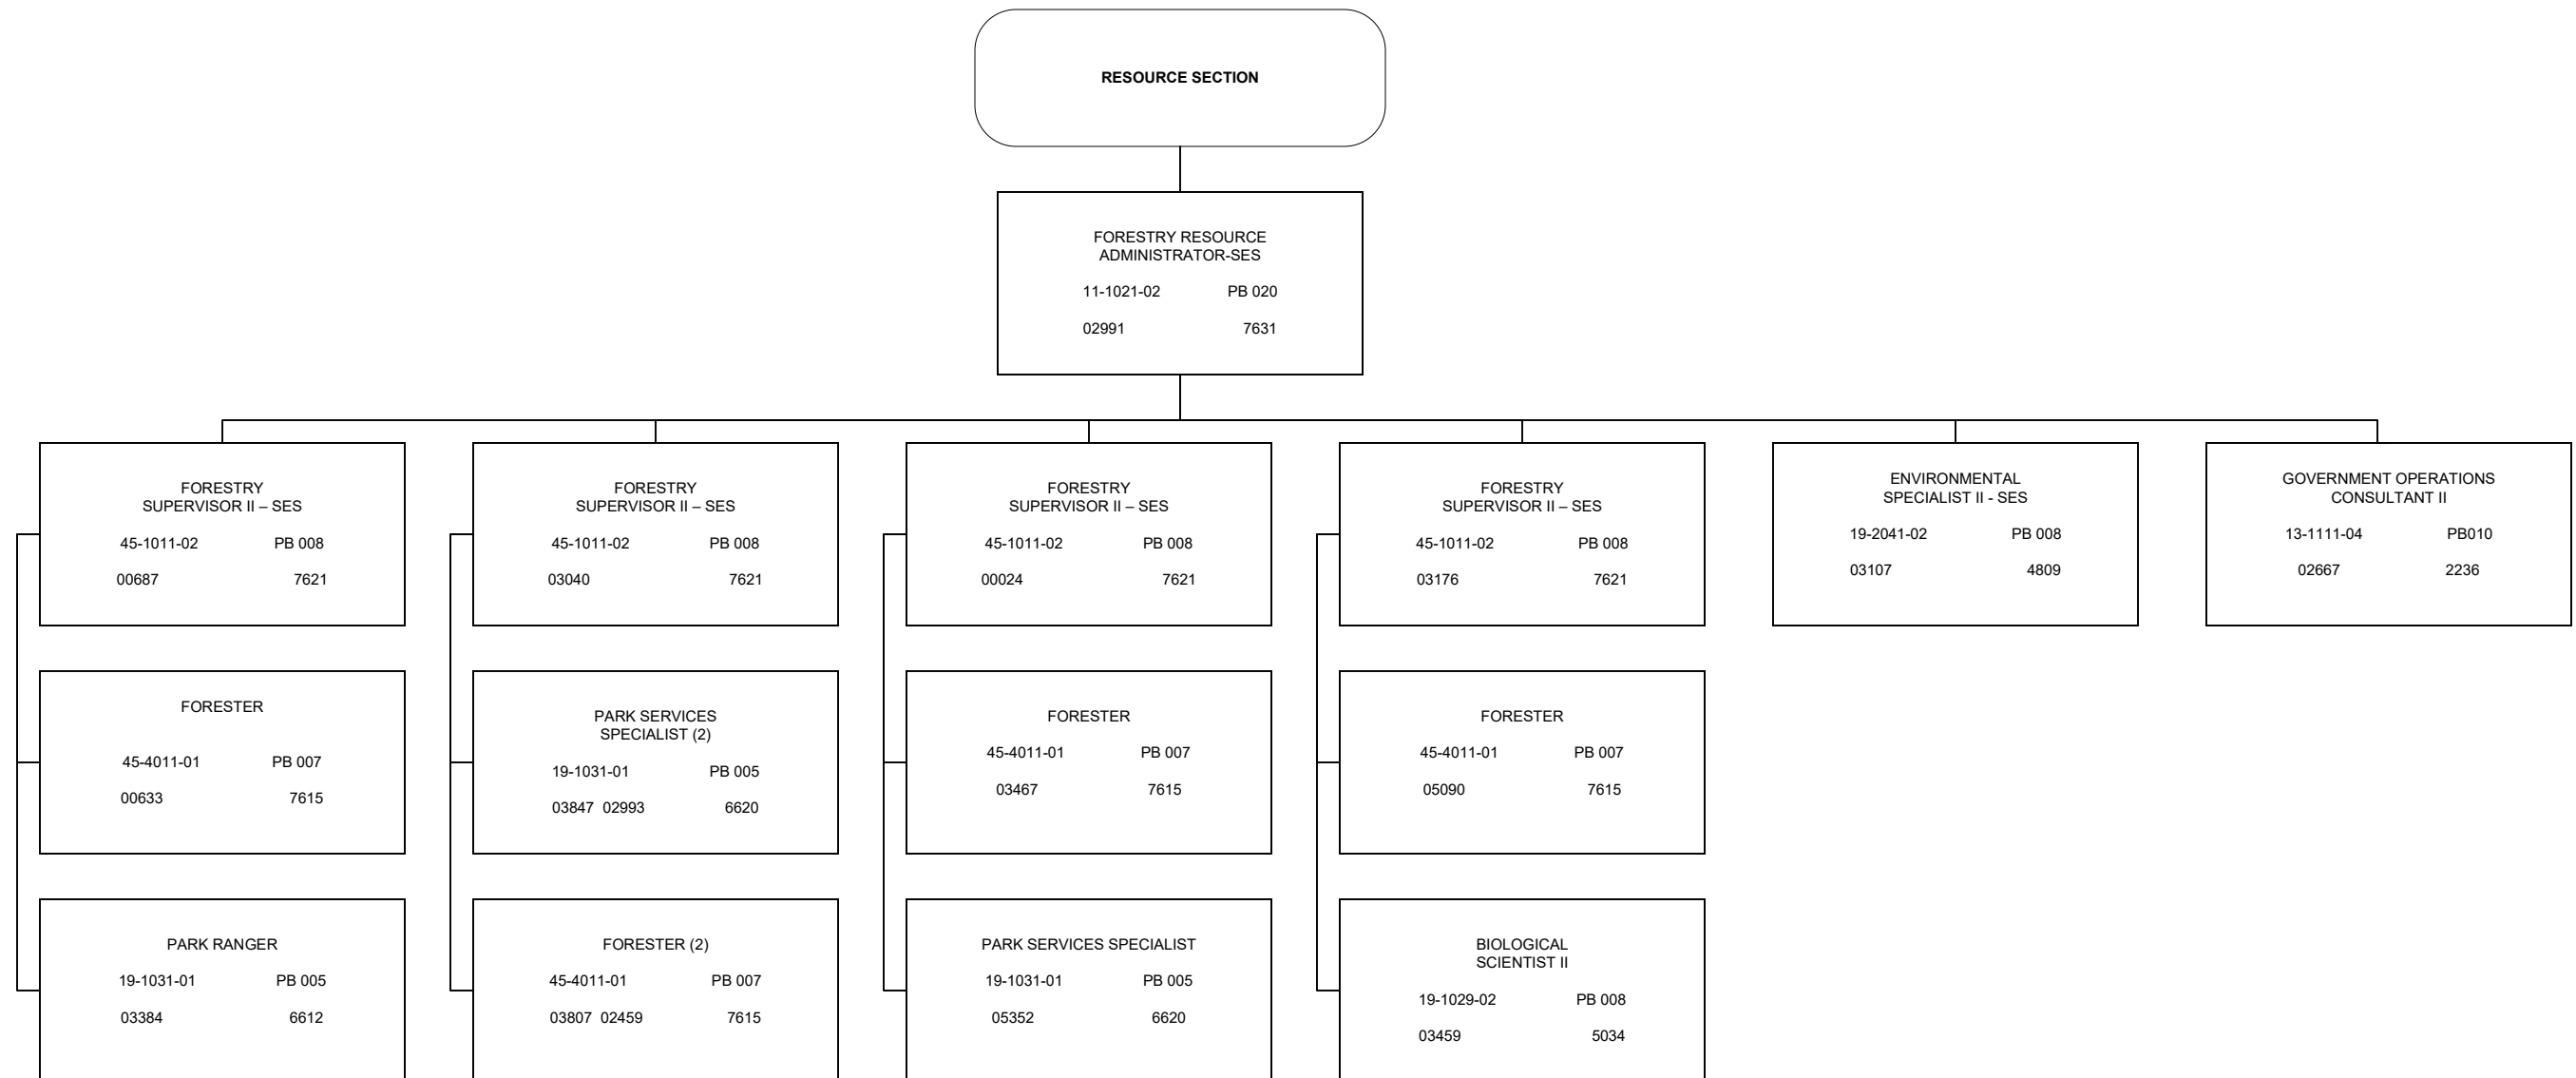 RESOURCE SECTION
FORESTRY RESOURCE
ADMINISTRATOR-SES
11-1021-02 PB 020
02991 7631
FORESTRY
SUPERVISOR II – SES
45-1011-02 PB 008
00687 7621
FORESTRY
SUPERVISOR II – SES
45-1011-02 PB 008
03040 7621
FORESTRY
SUPERVISOR II – SES
45-1011-02 PB 008
00024 7621
FORESTRY
SUPERVISOR II – SES
45-1011-02 PB 008
03176 7621
ENVIRONMENTAL
SPECIALIST II - SES
19-2041-02 PB 008
03107 4809
GOVERNMENT OPERATIONS
CONSULTANT II
13-1111-04 PB010
02667 2236
FORESTER
45-4011-01 PB 007
00633 7615
PARK SERVICES
SPECIALIST (2)
19-1031-01 PB 005
03847 02993 6620
FORESTER
45-4011-01 PB 007
03467 7615
FORESTER
45-4011-01 PB 007
05090 7615
PARK RANGER
19-1031-01 PB 005
03384 6612
FORESTER (2)
45-4011-01 PB 007
03807 02459 7615
PARK SERVICES SPECIALIST
19-1031-01 PB 005
05352 6620
BIOLOGICAL
SCIENTIST II
19-1029-02 PB 008
03459 5034